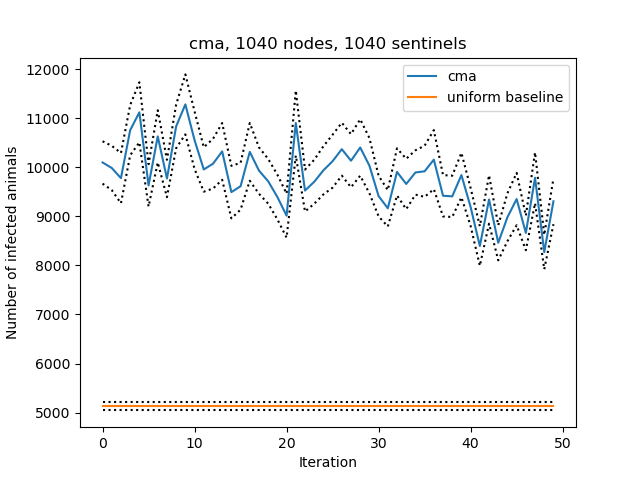 cma, 1040 nodes, 1040 sentinels
cma
uniform baseline
Number of infected animals
12000
11000
10000
9000
8000
7000
6000
5000
0 10 20 30 40 50
Iteration